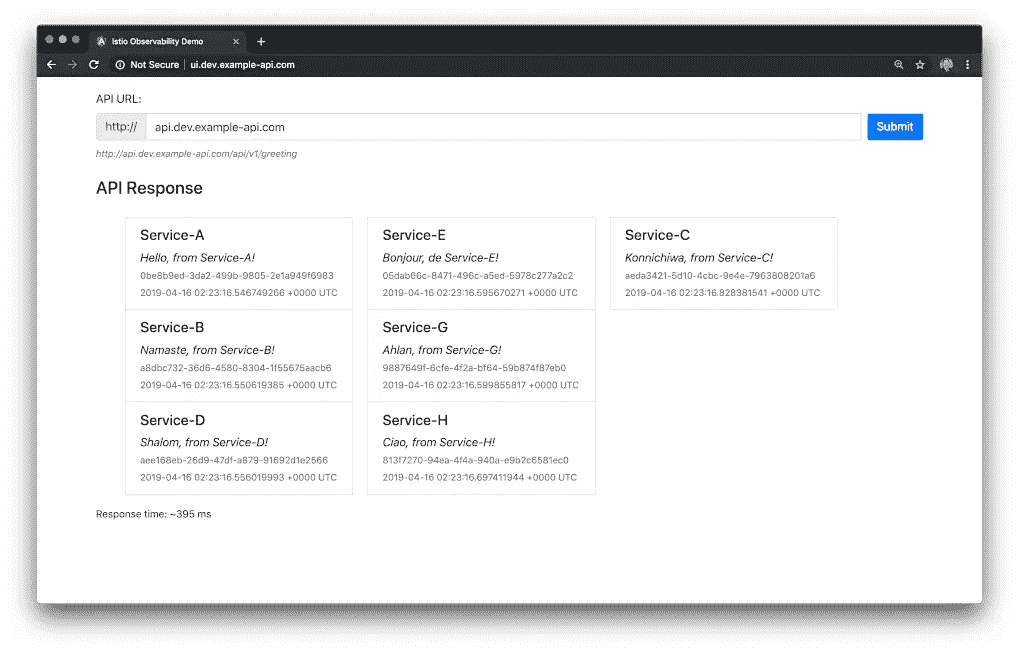 Istio Observability Demo
Not Secure | ui.dev.example-api.com
API URL:
http:// api.dev.example-api.com Submit
http://api.dev.example-api.com/api/v1/greeting
API Response
Service-A
Hello, from Service-A!
0be8b9ed-3da2-499b-9805-2e1a949f6983
2019-04-16 02:23:16.546749266 +0000 UTC
Service-B
Namaste, from Service-B!
a8dbc732-36d6-4580-8304-1f55675aacb6
2019-04-16 02:23:16.550619385 +0000 UTC
Service-D
Shalom, from Service-D!
aee168eb-26d9-47df-a879-91692d1e2566
2019-04-16 02:23:16.556019993 +0000 UTC
Service-E
Bonjour, de Service-E!
05dab66c-8471-496c-a5ed-5978c277a2c2
2019-04-16 02:23:16.595670271 +0000 UTC
Service-G
Ahlan, from Service-G!
9887649f-6cfe-4f2a-bf64-59b874f87eb0
2019-04-16 02:23:16.599855817 +0000 UTC
Service-H
Ciao, from Service-H!
813f7270-94ea-4f4a-940a-e9b2c6581ec0
2019-04-16 02:23:16.697411944 +0000 UTC
Service-C
Konnichiwa, from Service-C!
aeda3421-5d10-4cbc-9e4e-7963808201a6
2019-04-16 02:23:16.828381541 +0000 UTC
Response time: ~395 ms